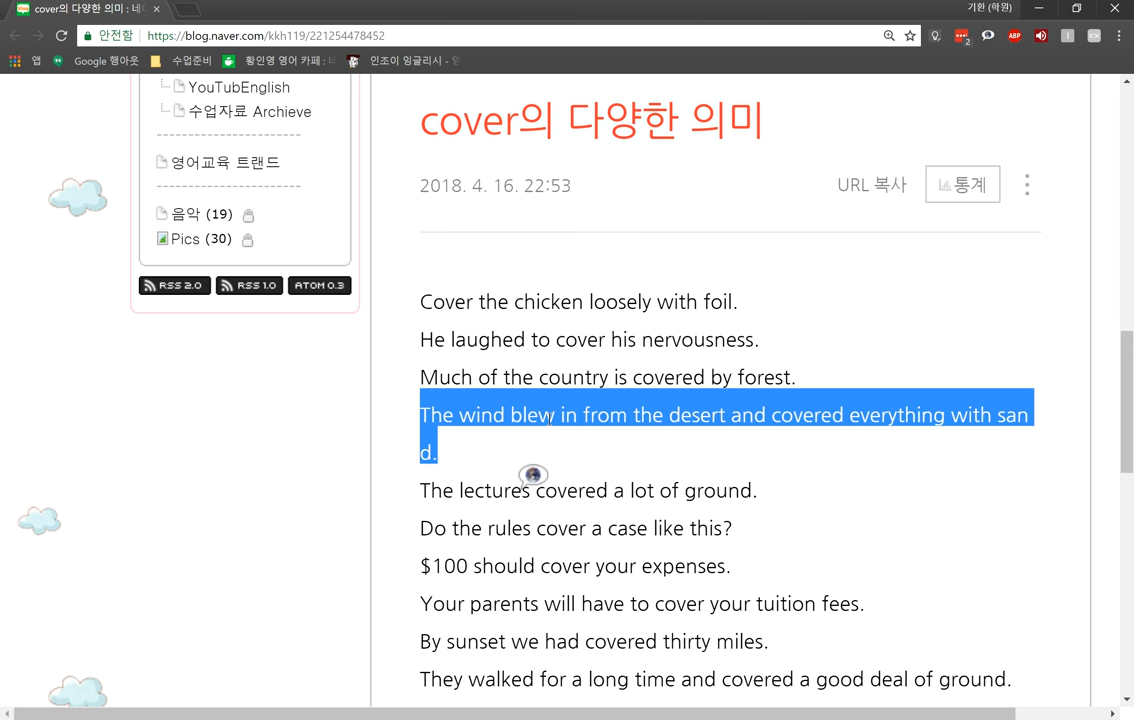 cover의 다양한 의미 : 네이
기환 (학원)
안전함 https://blog.naver.com/kkh119/221254478452
2
ABP
앱 Google 행아웃 수업준비 황인영 영어 카페 : 네 인조이 잉글리시 -
YouTubEnglish
수업자료 Archieve
영어교육 트랜드
음악 (19)
Pics (30)
RSS 2.0 RSS 1.0 ATOM 0.3
cover의 다양한 의미
2018. 4. 16. 22:53 URL 복사 통계
Cover the chicken loosely with foil.
He laughed to cover his nervousness.
Much of the country is covered by forest.
The wind blew in from the desert and covered everything with san
d.
The lectures covered a lot of ground.
Do the rules cover a case like this?
$100 should cover your expenses.
Your parents will have to cover your tuition fees.
By sunset we had covered thirty miles.
They walked for a long time and covered a good deal of ground.